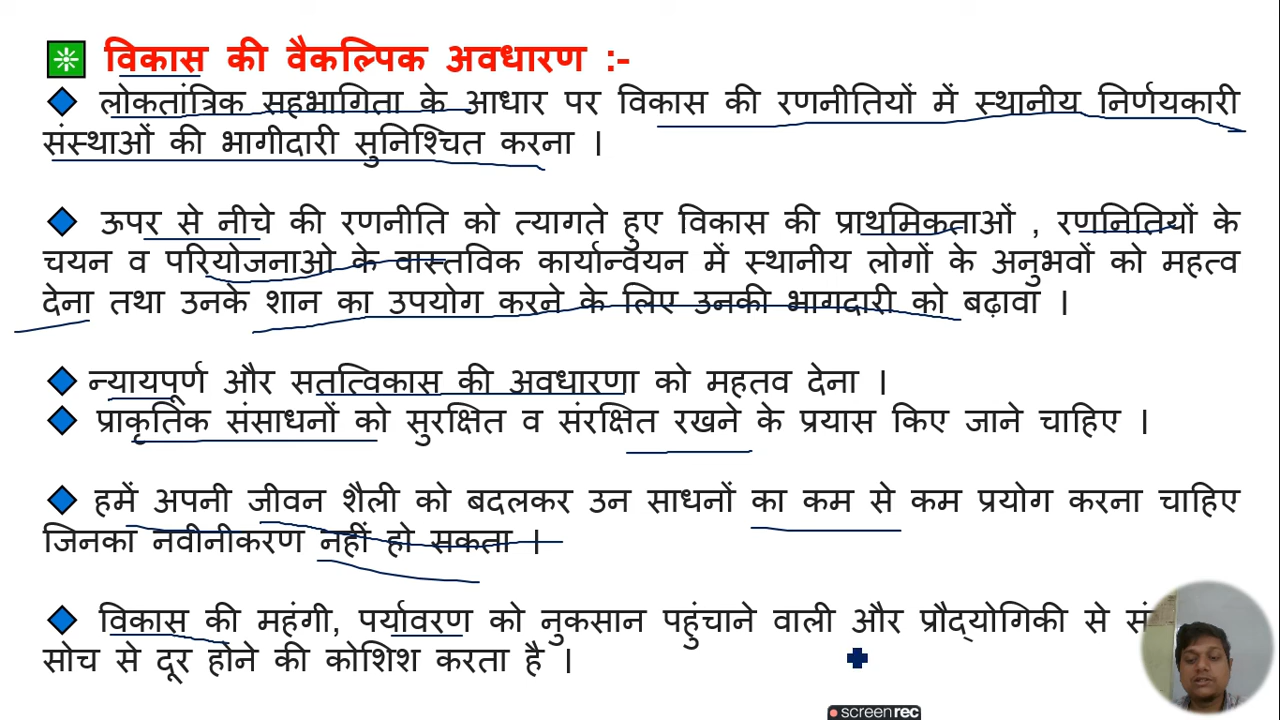 विकास की वैकल्पिक अवधारण :-
लोकतांत्रिक सहभागिता के आधार पर विकास की रणनीतियों में स्थानीय निर्णयकारी
संस्थाओं की भागीदारी सुनिश्चित करना ।
ऊपर से नीचे की रणनीति को त्यागते हुए विकास की प्राथमिकताओं , रणनितियों के
चयन व परियोजनाओ के वास्तविक कार्यान्वयन में स्थानीय लोगों के अनुभवों को महत्व
देना तथा उनके शान का उपयोग करने के लिए उनकी भागदारी को बढ़ावा ।
न्यायपूर्ण और सतत्विकास की अवधारणा को महतव देना ।
प्राकृतिक संसाधनों को सुरक्षित व संरक्षित रखने के प्रयास किए जाने चाहिए ।
हमें अपनी जीवन शैली को बदलकर उन साधनों का कम से कम प्रयोग करना चाहिए
जिनका नवीनीकरण नहीं हो सकता ।
विकास की महंगी, पर्यावरण को नुकसान पहुंचाने वाली और प्रौद्योगिकी से
सोच से दूर होने की कोशिश करता है ।
screenrec